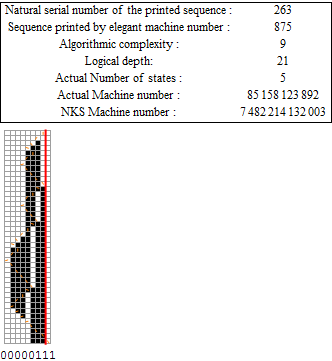 Natural serial number of the printed sequence : 263
Sequence printed by elegant machine number : 875
Algorithmic complexity : 9
Logical depth: 21
Actual Number of states : 5
Actual Machine number : 85 158 123 892
NKS Machine number : 7 482 214 132 003
00000111